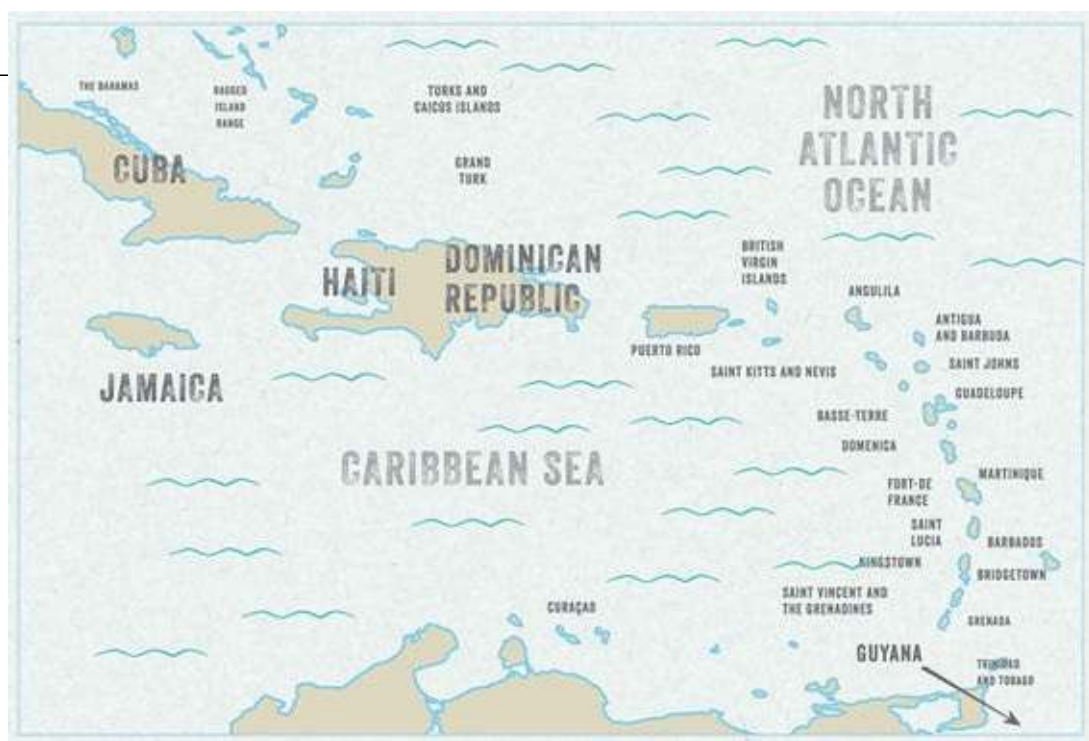 THE BAHAMAS
RAGGED
ISLAND
RANGE
TURKS AND
CAICOS ISLANDS
NORTH
ATLANTIC
OCEAN
CUBA
GRAND
TURK
HAITI
DOMINICAN
REPUBLIC
BRITISH
VIRGIN
ISLANDS
ANGULILA
ANTIGUA
AND BARBUDA
PUERTO RICO
SAINT JOHNS
SAINT KITTS AND NEVIS
JAMAICA
GUADELOUPE
BASSE-TERRE
DOMENICA
CARIBBEAN SEA
MARTINIQUE
FORT-DE
FRANCE
SAINT
LUCIA
BARBADOS
KINGSTOWN
BRIDGETOWN
SAINT VINCENT AND
THE GRENADINES
CURAÇAO
GRENADA
GUYANA
TRINIDAD
AND TOBAGO